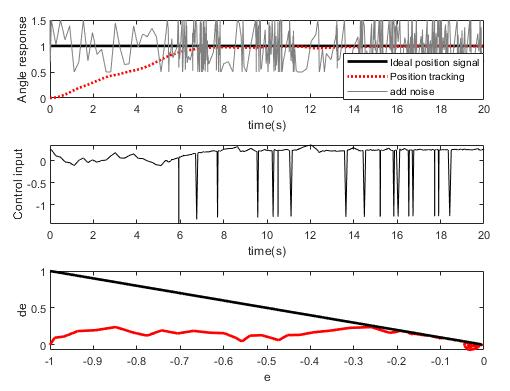 1.5
1
0.5
0
Angle response
Ideal position signal
Position tracking
add noise
0 2 4 6 8 10 12 14 16 18 20
time(s)
0
-0.5
-1
Control input
0 2 4 6 8 10 12 14 16 18 20
time(s)
1
0.5
0
de
-1 -0.9 -0.8 -0.7 -0.6 -0.5 -0.4 -0.3 -0.2 -0.1 0
e